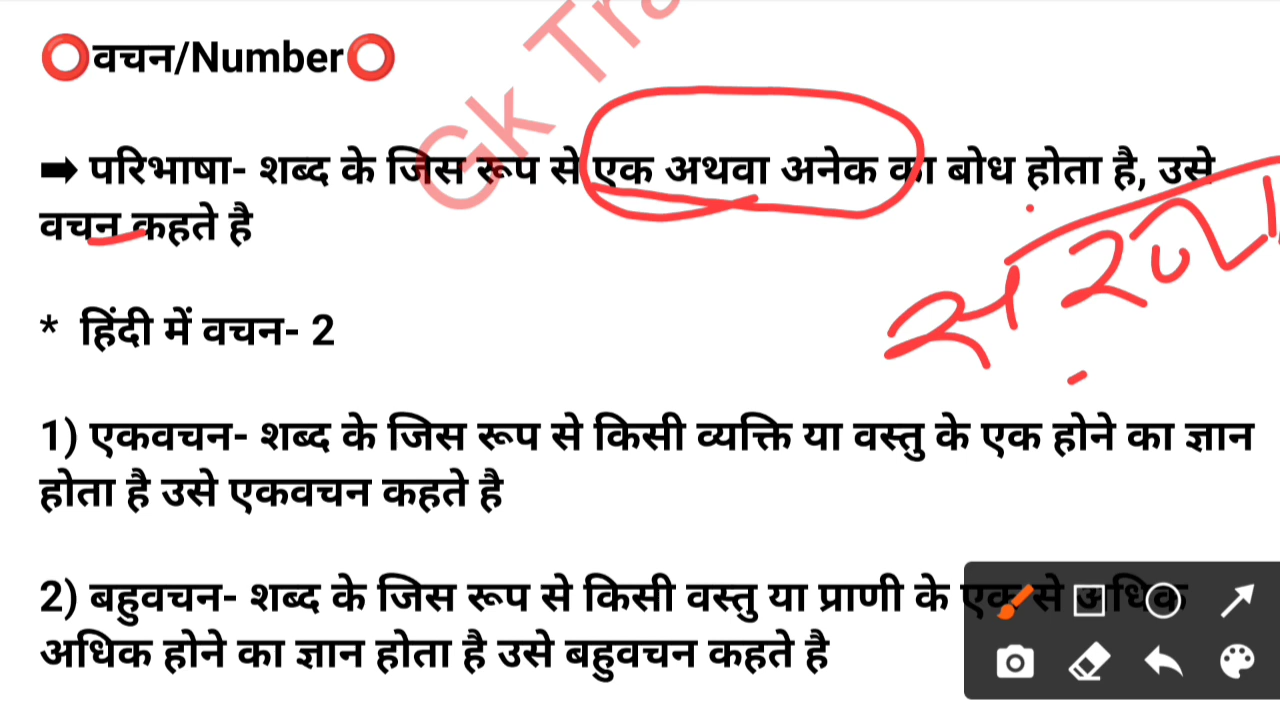 ⭕वचन/Number⭕
➡ परिभाषा- शब्द के जिस रूप से एक अथवा अनेक का बोध होता है, उसे
वचन कहते है
* हिंदी में वचन- 2
1) एकवचन- शब्द के जिस रूप से किसी व्यक्ति या वस्तु के एक होने का ज्ञान
होता है उसे एकवचन कहते है
2) बहुवचन- शब्द के जिस रूप से किसी वस्तु या प्राणी के एक से अधिक
अधिक होने का ज्ञान होता है उसे बहुवचन कहते है
Gk